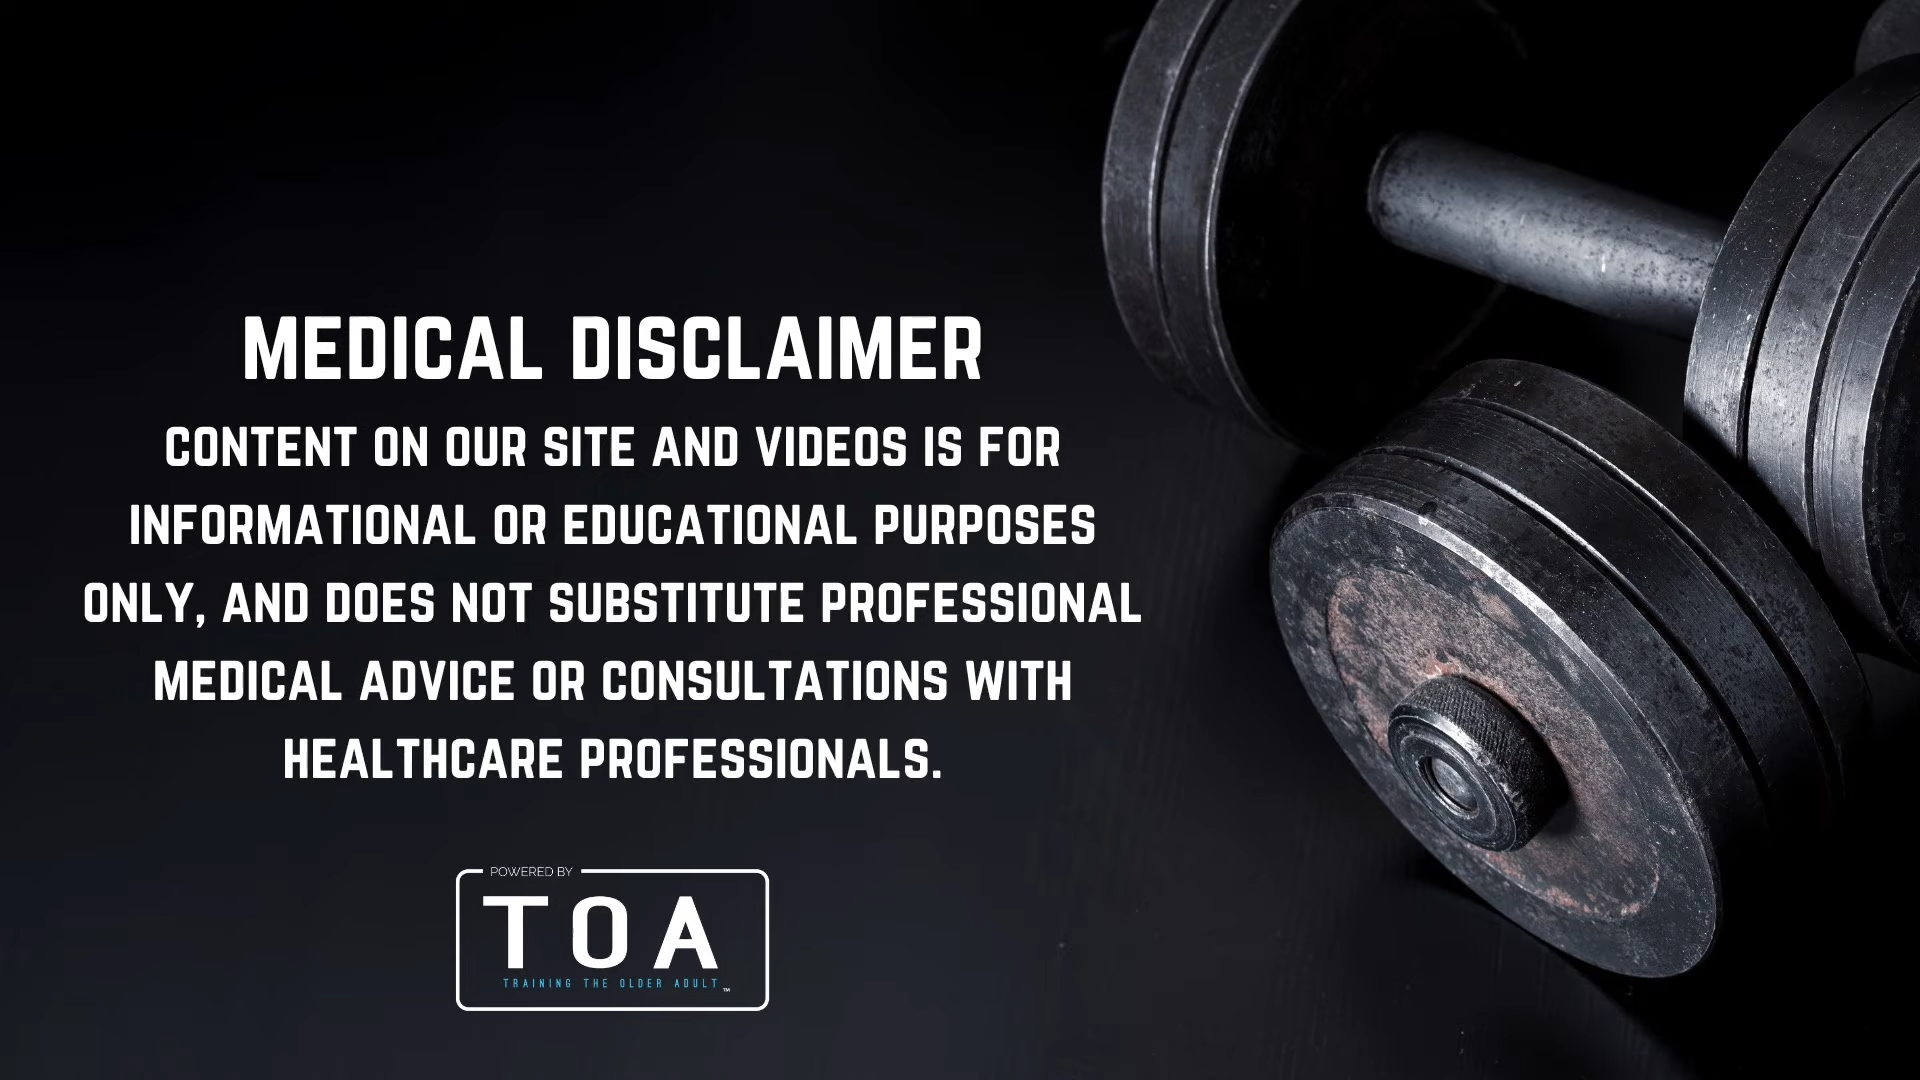 MEDICAL DISCLAIMER
CONTENT ON OUR SITE AND VIDEOS IS FOR
INFORMATIONAL OR EDUCATIONAL PURPOSES
ONLY, AND DOES NOT SUBSTITUTE PROFESSIONAL
MEDICAL ADVICE OR CONSULTATIONS WITH
HEALTHCARE PROFESSIONALS.
POWERED BY
TOA
TRAINING THE OLDER ADULT™